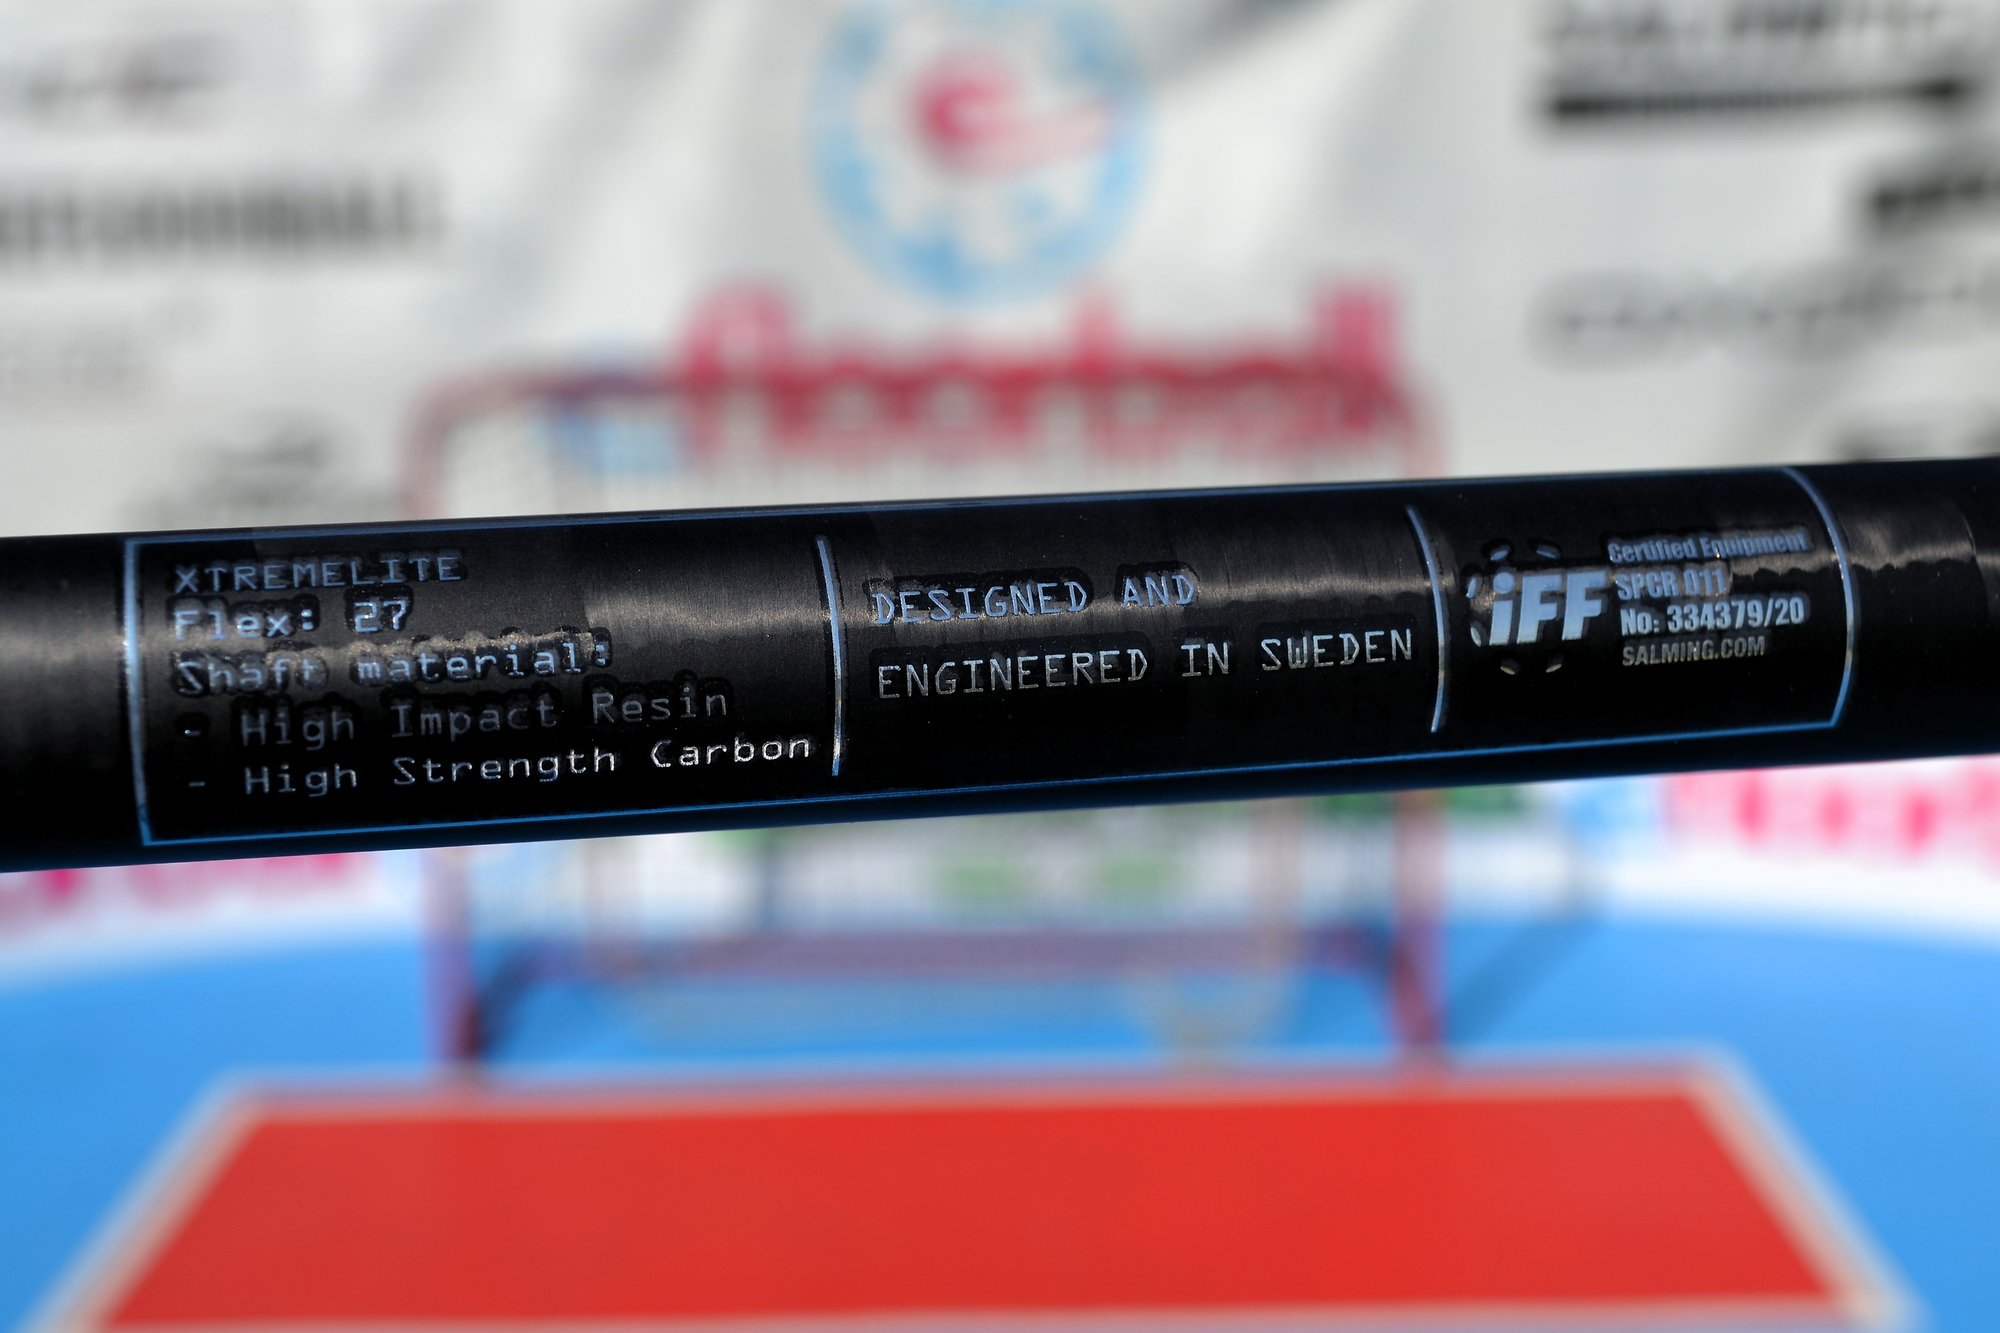 XTREMELITE
Flex: 27
Shaft material:
- High Impact Resin
- High Strength Carbon
DESIGNED AND
ENGINEERED IN SWEDEN
iFF
Certified Equipment
SPCR 011
No: 334379/20
SALMING.COM
floorball